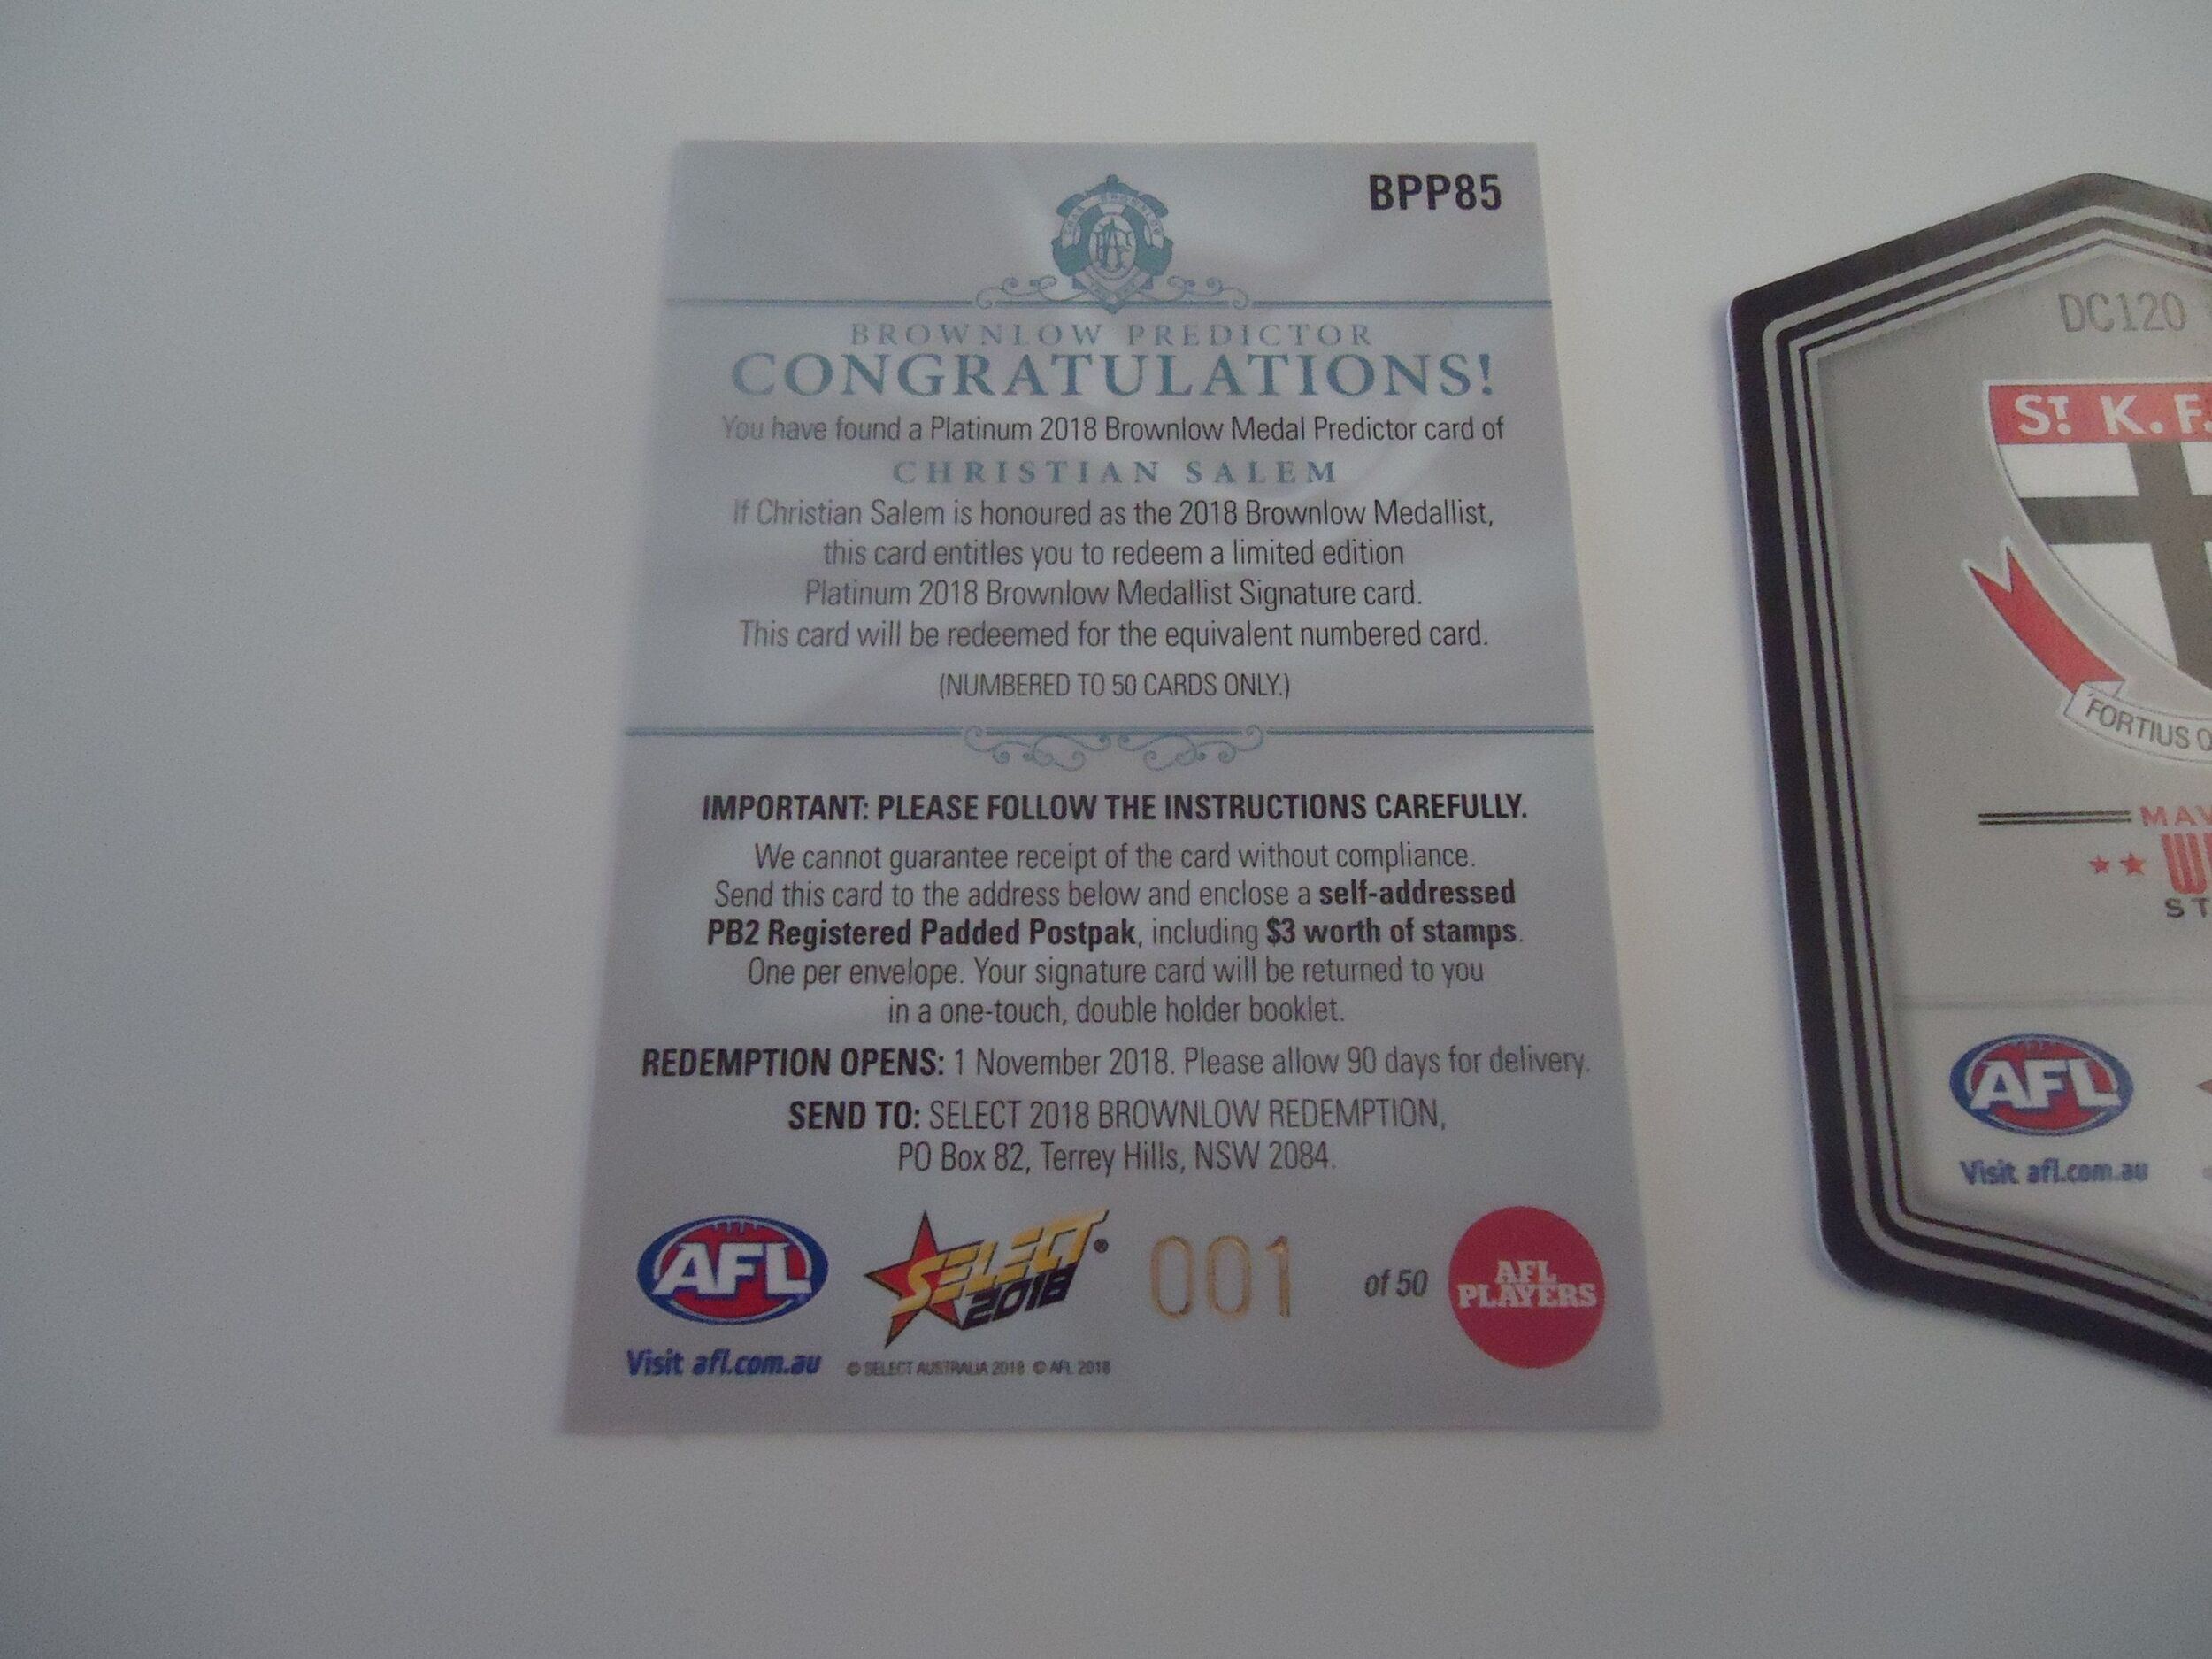 BPP85
BROWNLOW PREDICTOR
CONGRATULATIONS!
You have found a Platinum 2018 Brownlow Medal Predictor card of
CHRISTIAN SALEM
If Christian Salem is honoured as the 2018 Brownlow Medallist,
this card entitles you to redeem a limited edition
Platinum 2018 Brownlow Medallist Signature card.
This card will be redeemed for the equivalent numbered card.
(NUMBERED TO 50 CARDS ONLY.)
IMPORTANT: PLEASE FOLLOW THE INSTRUCTIONS CAREFULLY.
We cannot guarantee receipt of the card without compliance.
Send this card to the address below and enclose a self-addressed
PB2 Registered Padded Postpak, including $3 worth of stamps.
One per envelope. Your signature card will be returned to you
in a one-touch, double holder booklet.
REDEMPTION OPENS: 1 November 2018. Please allow 90 days for delivery.
SEND TO: SELECT 2018 BROWNLOW REDEMPTION,
PO Box 82, Terrey Hills, NSW 2084.
AFL
SELECT®
2018
001 of 50
AFL
PLAYERS
Visit afl.com.au
© SELECT AUSTRALIA 2018 © AFL 2018
DC120
ST K.F.
FORTIUS
MAV
ST
AFL
Visit afl.com.au